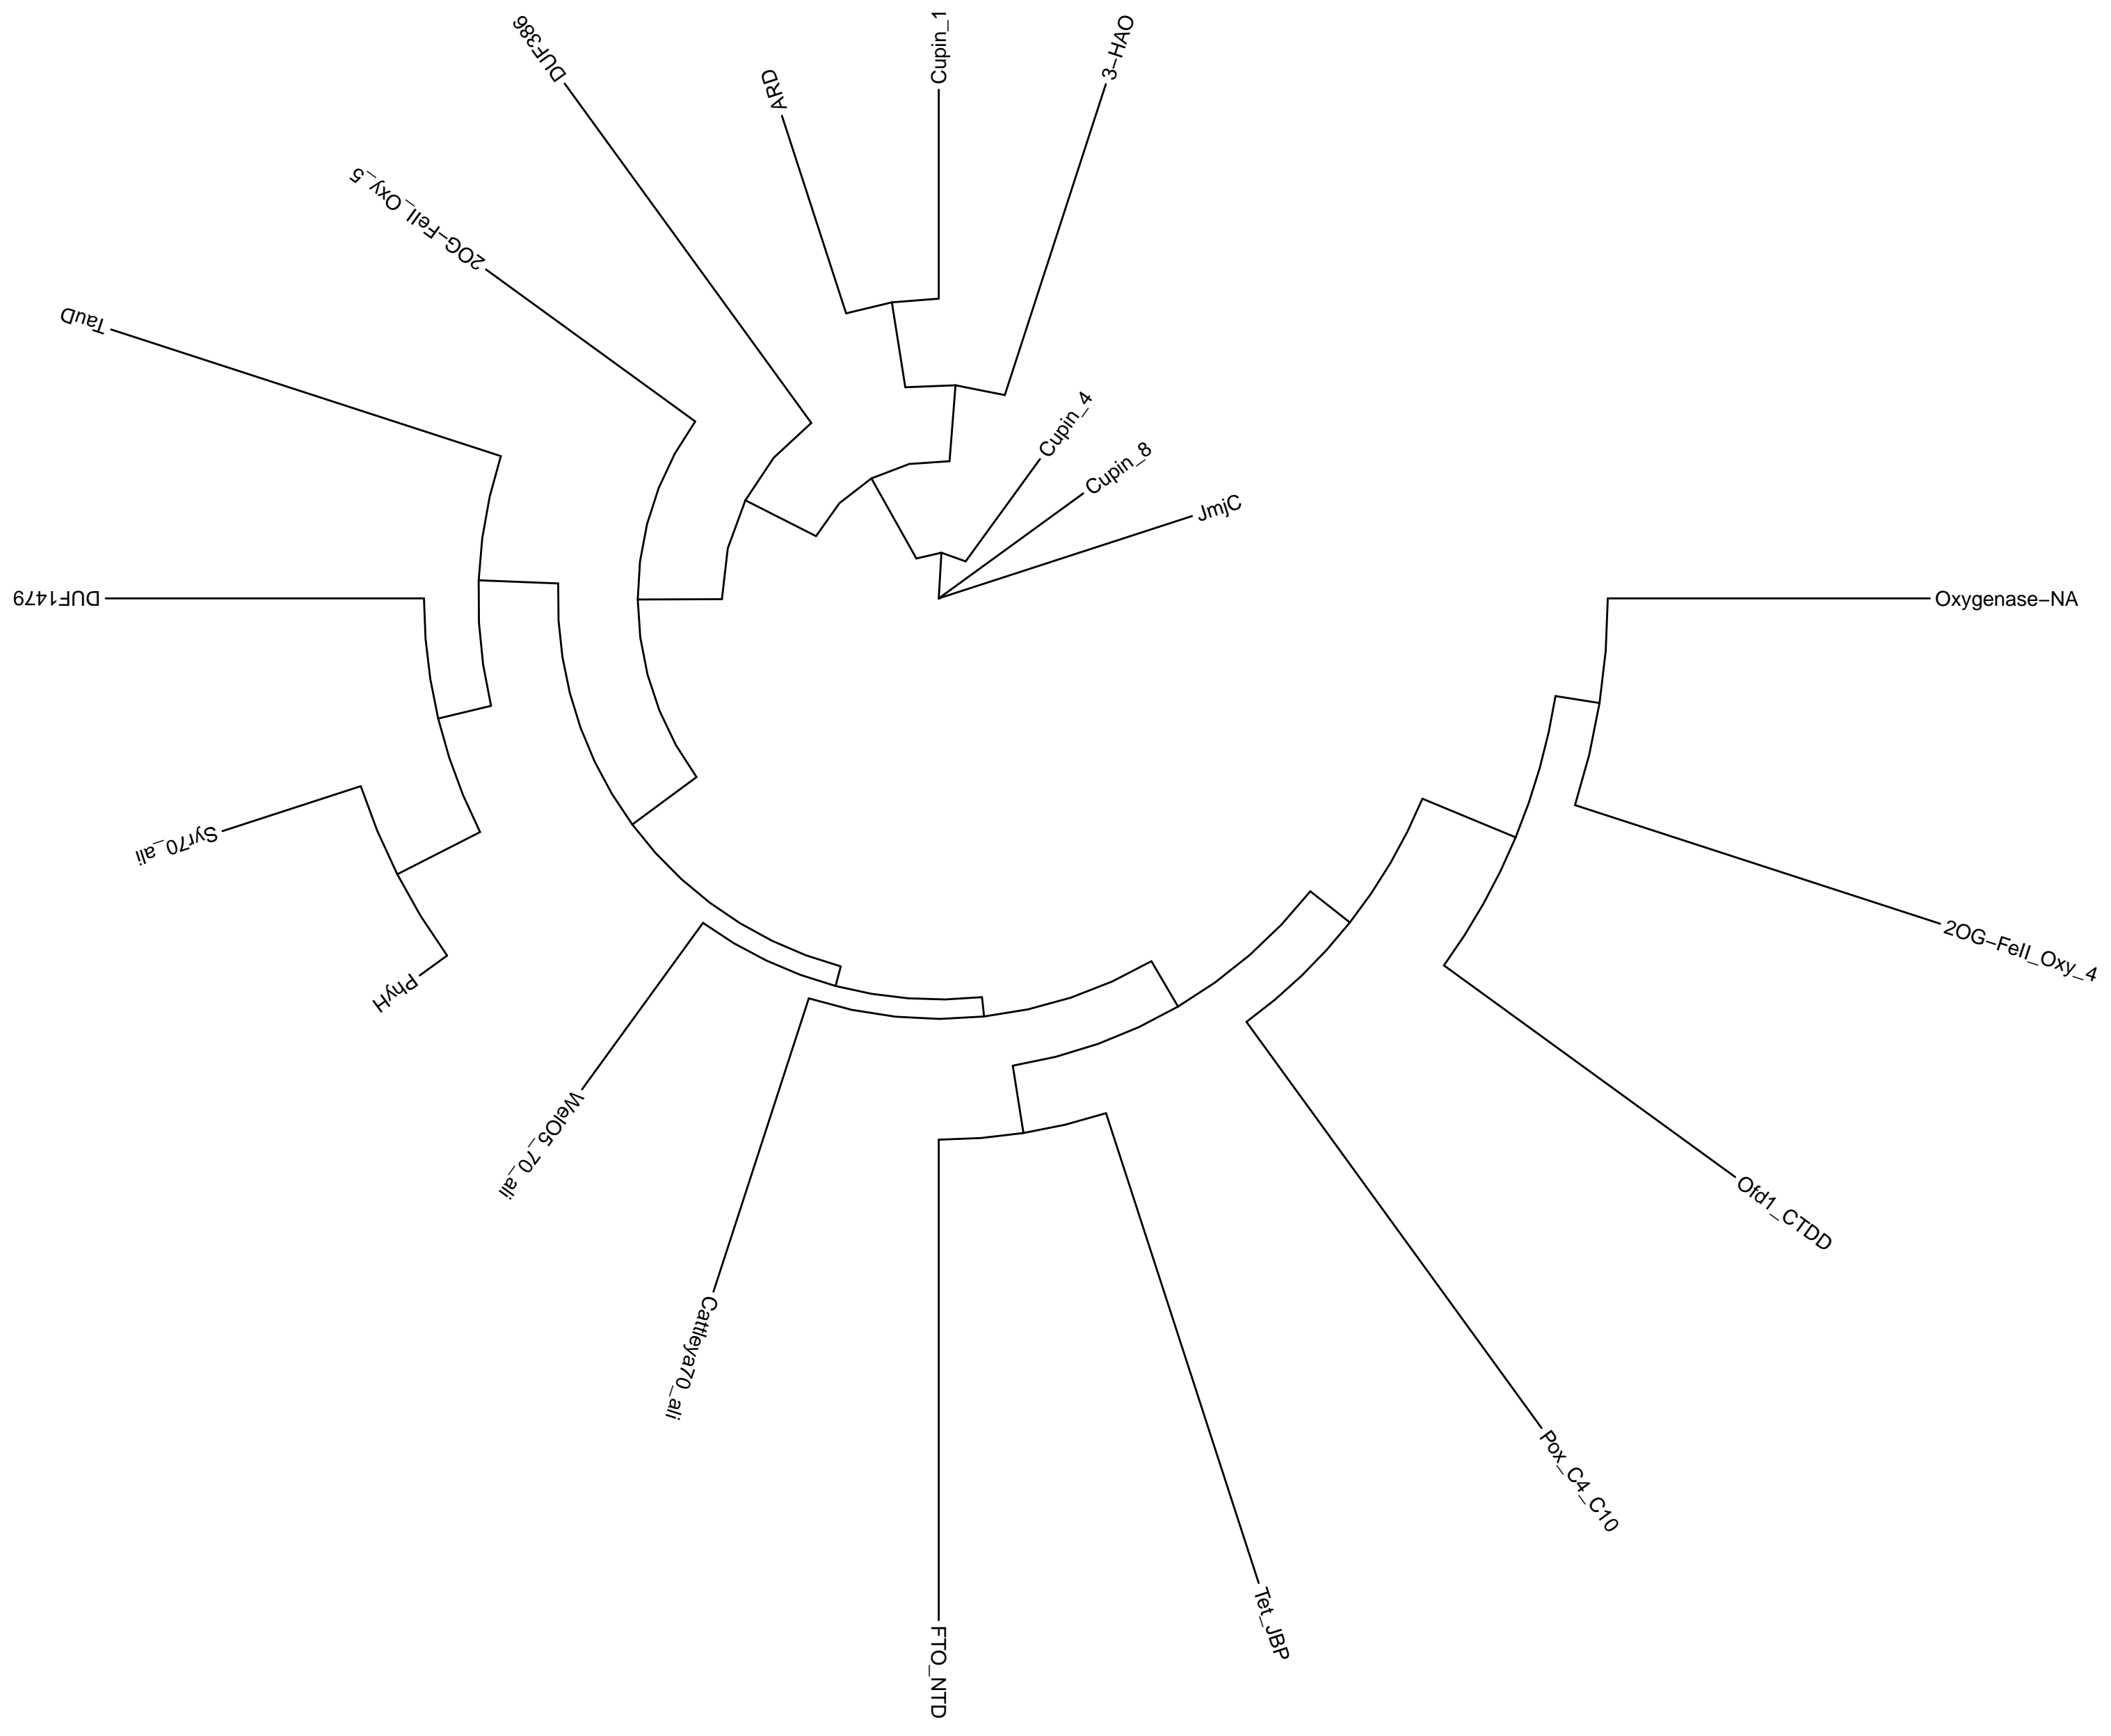 Cupin_1
3-HAO
DUF386
ARD
2OG-FeII_Oxy_5
TauD
Cupin_4
Cupin_8
JmjC
DUF1479
Oxygenase-NA
Syr70_ali
2OG-FeII_Oxy_4
PhyH
WelO5_70_ali
Ofd1_CTDD
Cattleya70_ali
Pox_C4_C10
Tet_JBP
FTO_NTD